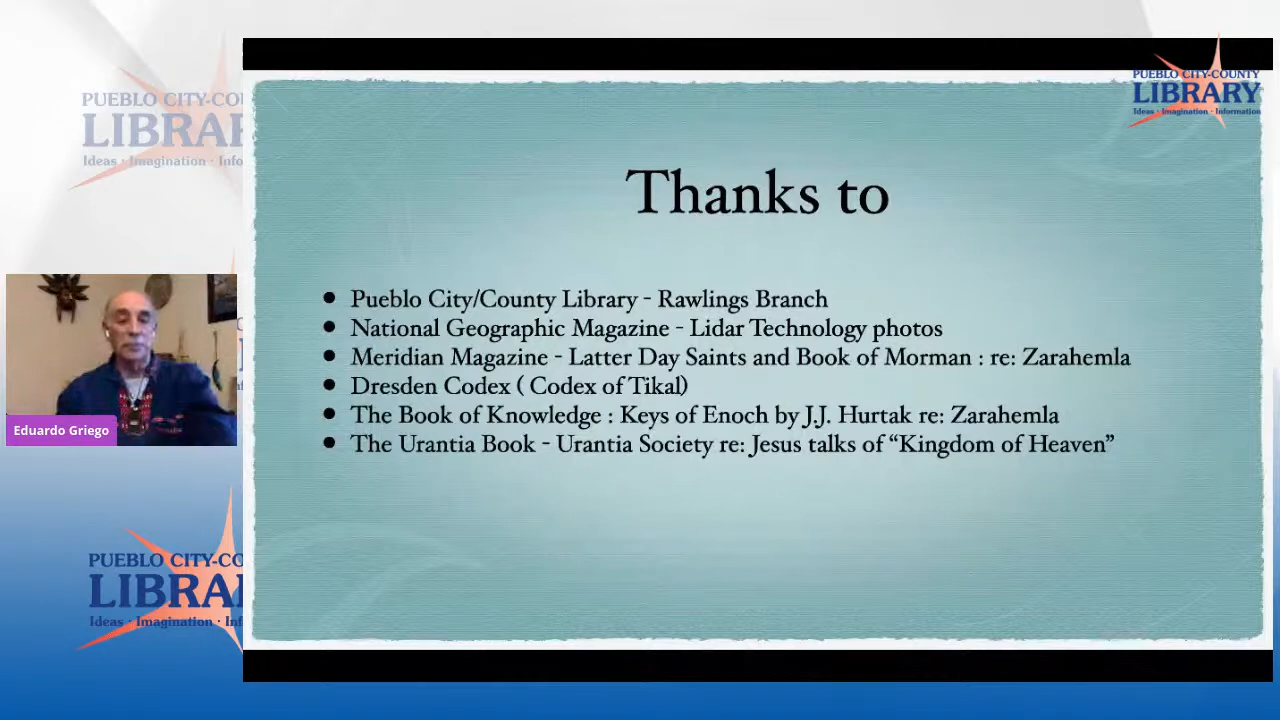 PUEBLO CITY-COU
LIBRAR
Ideas · Imagination · Info
PUEBLO CITY-COUNTY
LIBRARY
Ideas · Imagination · Information
Thanks to
• Pueblo City/County Library - Rawlings Branch
• National Geographic Magazine - Lidar Technology photos
• Meridian Magazine - Latter Day Saints and Book of Morman : re: Zarahemla
• Dresden Codex ( Codex of Tikal)
• The Book of Knowledge : Keys of Enoch by J.J. Hurtak re: Zarahemla
• The Urantia Book - Urantia Society re: Jesus talks of “Kingdom of Heaven”
Eduardo Griego
PUEBLO CITY-CO
LIBRA
Ideas · Imagination · Inf